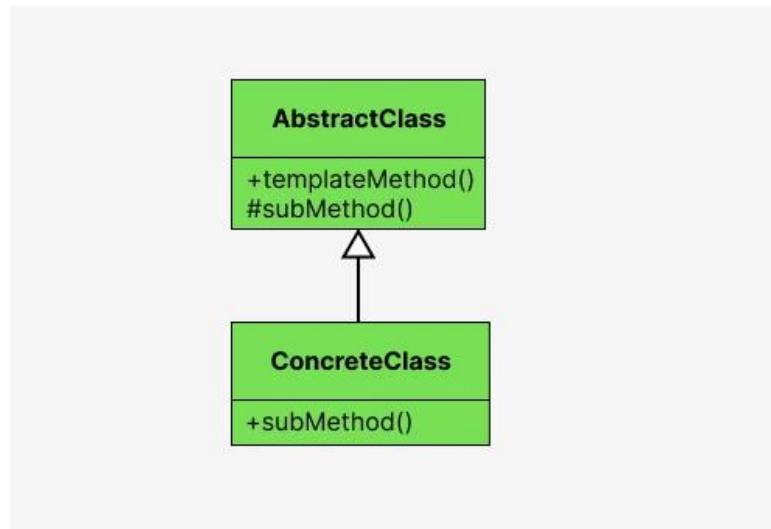 AbstractClass
+templateMethod()
#subMethod()
ConcreteClass
+subMethod()